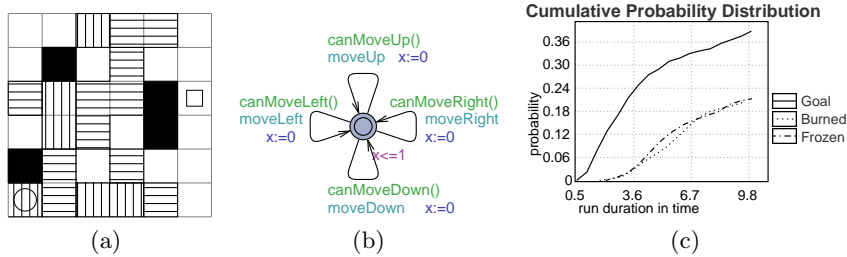 Cumulative Probability Distribution
canMoveUp()
moveUp x:=0
canMoveLeft()
moveLeft
x:=0
canMoveRight()
moveRight
x:=0
x<=1
canMoveDown()
moveDown x:=0
probability
0.36
0.30
0.24
0.18
0.12
0.06
0
0.5 3.6 6.7 9.8
run duration in time
Goal
Burned
Frozen
(a) (b) (c)